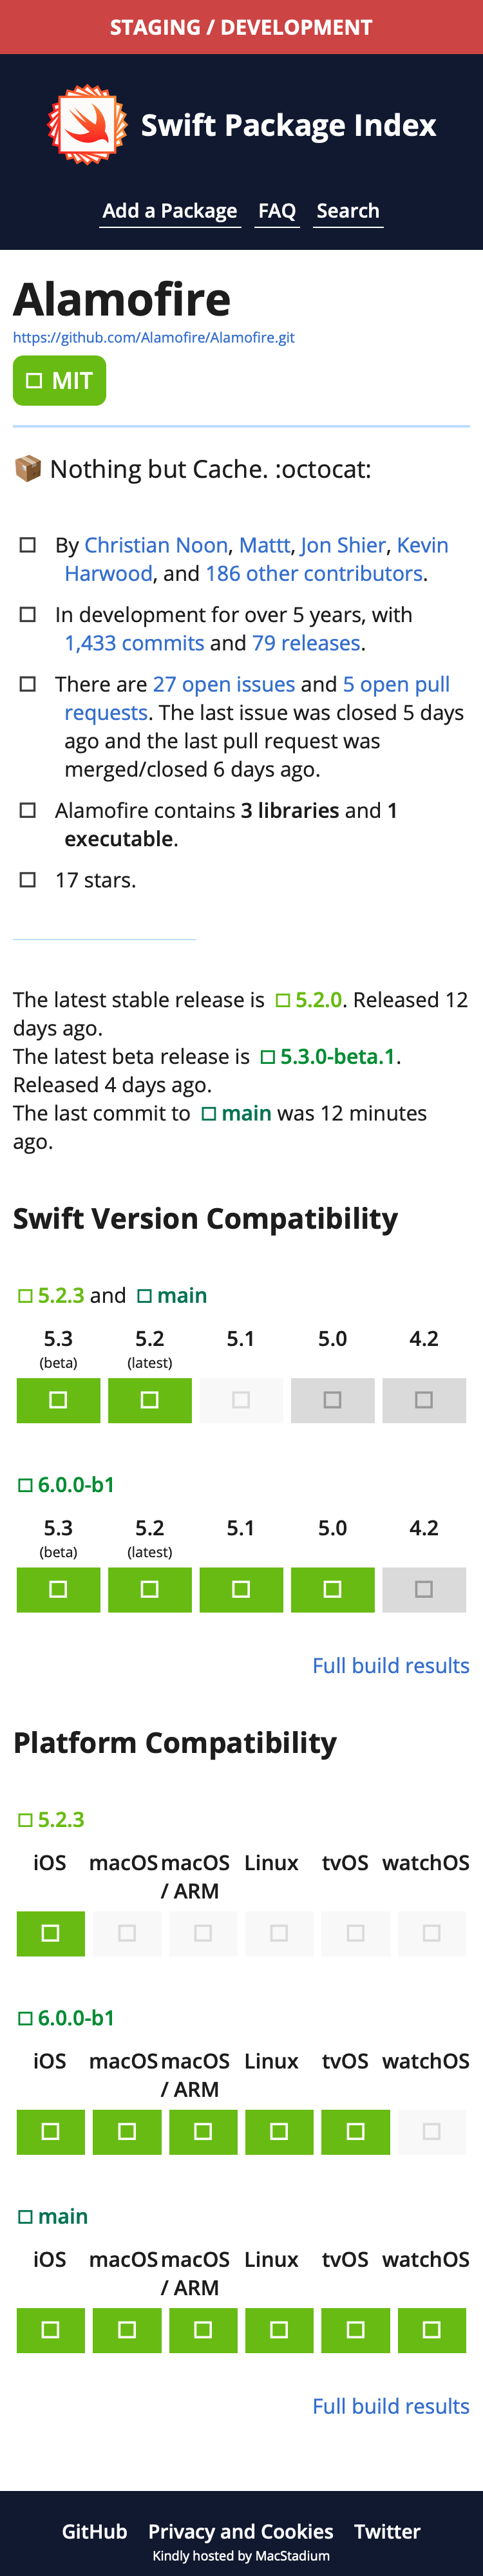 STAGING / DEVELOPMENT
Swift Package Index
Add a Package FAQ Search
Alamofire
https://github.com/Alamofire/Alamofire.git
MIT
📦 Nothing but Cache. :octocat:
By Christian Noon, Mattt, Jon Shier, Kevin
Harwood, and 186 other contributors.
In development for over 5 years, with
1,433 commits and 79 releases.
There are 27 open issues and 5 open pull
requests. The last issue was closed 5 days
ago and the last pull request was
merged/closed 6 days ago.
Alamofire contains 3 libraries and 1
executable.
17 stars.
The latest stable release is 5.2.0. Released 12
days ago.
The latest beta release is 5.3.0-beta.1.
Released 4 days ago.
The last commit to main was 12 minutes
ago.
Swift Version Compatibility
5.2.3 and main
5.3 5.2 5.1 5.0 4.2
(beta) (latest)
6.0.0-b1
5.3 5.2 5.1 5.0 4.2
(beta) (latest)
Full build results
Platform Compatibility
5.2.3
iOS macOS macOS Linux tvOS watchOS
/ ARM
6.0.0-b1
iOS macOS macOS Linux tvOS watchOS
/ ARM
main
iOS macOS macOS Linux tvOS watchOS
/ ARM
Full build results
GitHub Privacy and Cookies Twitter
Kindly hosted by MacStadium